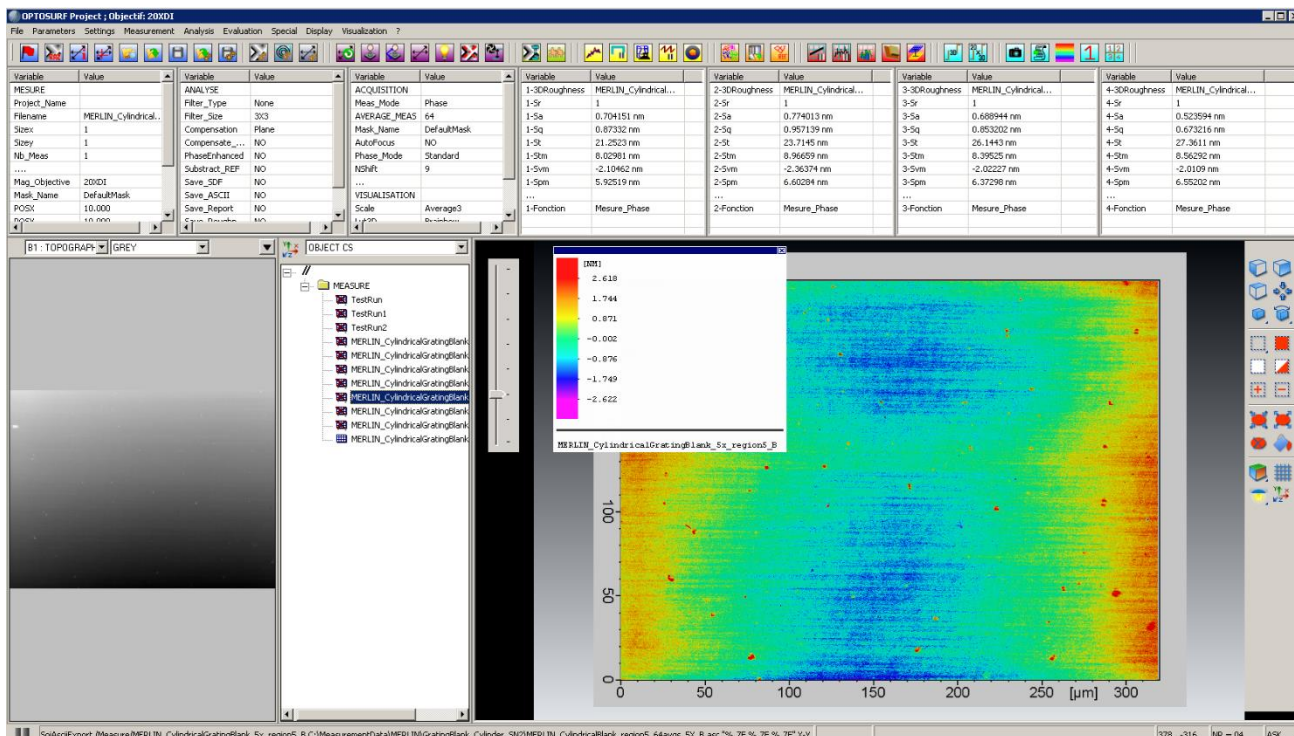 OPTOSURF Project ; Objectif: 20XDI
File Parameters Settings Measurement Analysis Evaluation Special Display Visualization ?
Variable Value
MESURE
Project_Name
Filename MERLIN_Cylindrical...
Sizex 1
Sizey 1
Nb_Meas 1
....
Mag_Objective 20XDI
Mask_Name DefaultMask
POSX 10.000
POSY 10.000
Variable Value
ANALYSE
Filter_Type None
Filter_Size 3X3
Compensation Plane
Compensate_... NO
PhaseEnhanced NO
Substract_REF NO
Save_SDF NO
Save_ASCII NO
Save_Report NO
Variable Value
ACQUISITION
Meas_Mode Phase
AVERAGE_MEAS 64
Mask_Name DefaultMask
AutoFocus NO
Phase_Mode Standard
NShift 9
...
VISUALISATION
Scale Average3
Lut3D Rainbow
Variable Value
1-3DRoughness MERLIN_Cylindrical...
1-Sr 1
1-Sa 0.704151 nm
1-Sq 0.87332 nm
1-St 21.2523 nm
1-Stm 8.02981 nm
1-Svm -2.10462 nm
1-Spm 5.92519 nm
...
1-Fonction Mesure_Phase
Variable Value
2-3DRoughness MERLIN_Cylindrical...
2-Sr 1
2-Sa 0.774013 nm
2-Sq 0.957139 nm
2-St 23.7145 nm
2-Stm 8.96659 nm
2-Svm -2.36374 nm
2-Spm 6.60284 nm
...
2-Fonction Mesure_Phase
Variable Value
3-3DRoughness MERLIN_Cylindrical...
3-Sr 1
3-Sa 0.688944 nm
3-Sq 0.853202 nm
3-St 26.1443 nm
3-Stm 8.39525 nm
3-Svm -2.02227 nm
3-Spm 6.37298 nm
...
3-Fonction Mesure_Phase
Variable Value
4-3DRoughness MERLIN_Cylindrical...
4-Sr 1
4-Sa 0.523594 nm
4-Sq 0.673216 nm
4-St 27.3611 nm
4-Stm 8.56292 nm
4-Svm -2.0109 nm
4-Spm 6.55202 nm
...
4-Fonction Mesure_Phase
B1 : TOPOGRAPH GREY
OBJECT CS
//
MEASURE
TestRun
TestRun1
TestRun2
MERLIN_CylindricalGratingBlank
MERLIN_CylindricalGratingBlank
MERLIN_CylindricalGratingBlank
MERLIN_CylindricalGratingBlank
MERLIN_CylindricalGratingBlank
MERLIN_CylindricalGratingBlank
MERLIN_CylindricalGratingBlank
MERLIN_CylindricalGratingBlank
[NM]
2.618
1.744
0.871
-0.002
-0.876
-1.749
-2.622
MERLIN_CylindricalGratingBlank_5x_region5_B
100
50
0
0 50 100 150 200 250 [µm] 300
378 -316 NP = 04 ASK